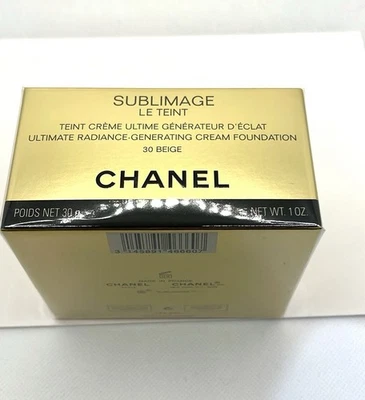 SUBLIMAGE
LE TEINT
TEINT CRÈME ULTIME GÉNÉRATEUR D'ÉCLAT
ULTIMATE RADIANCE-GENERATING CREAM FOUNDATION
30 BEIGE
CHANEL
POIDS NET 30 NET WT. 1 OZ.
CHANEL CHANEL